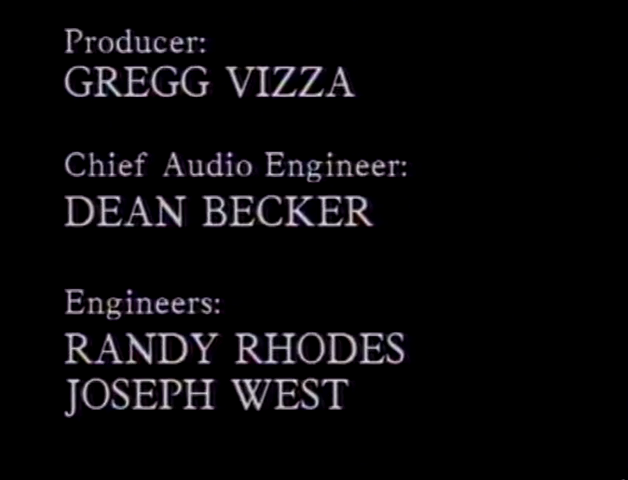 Producer:
GREGG VIZZA
Chief Audio Engineer:
DEAN BECKER
Engineers:
RANDY RHODES
JOSEPH WEST